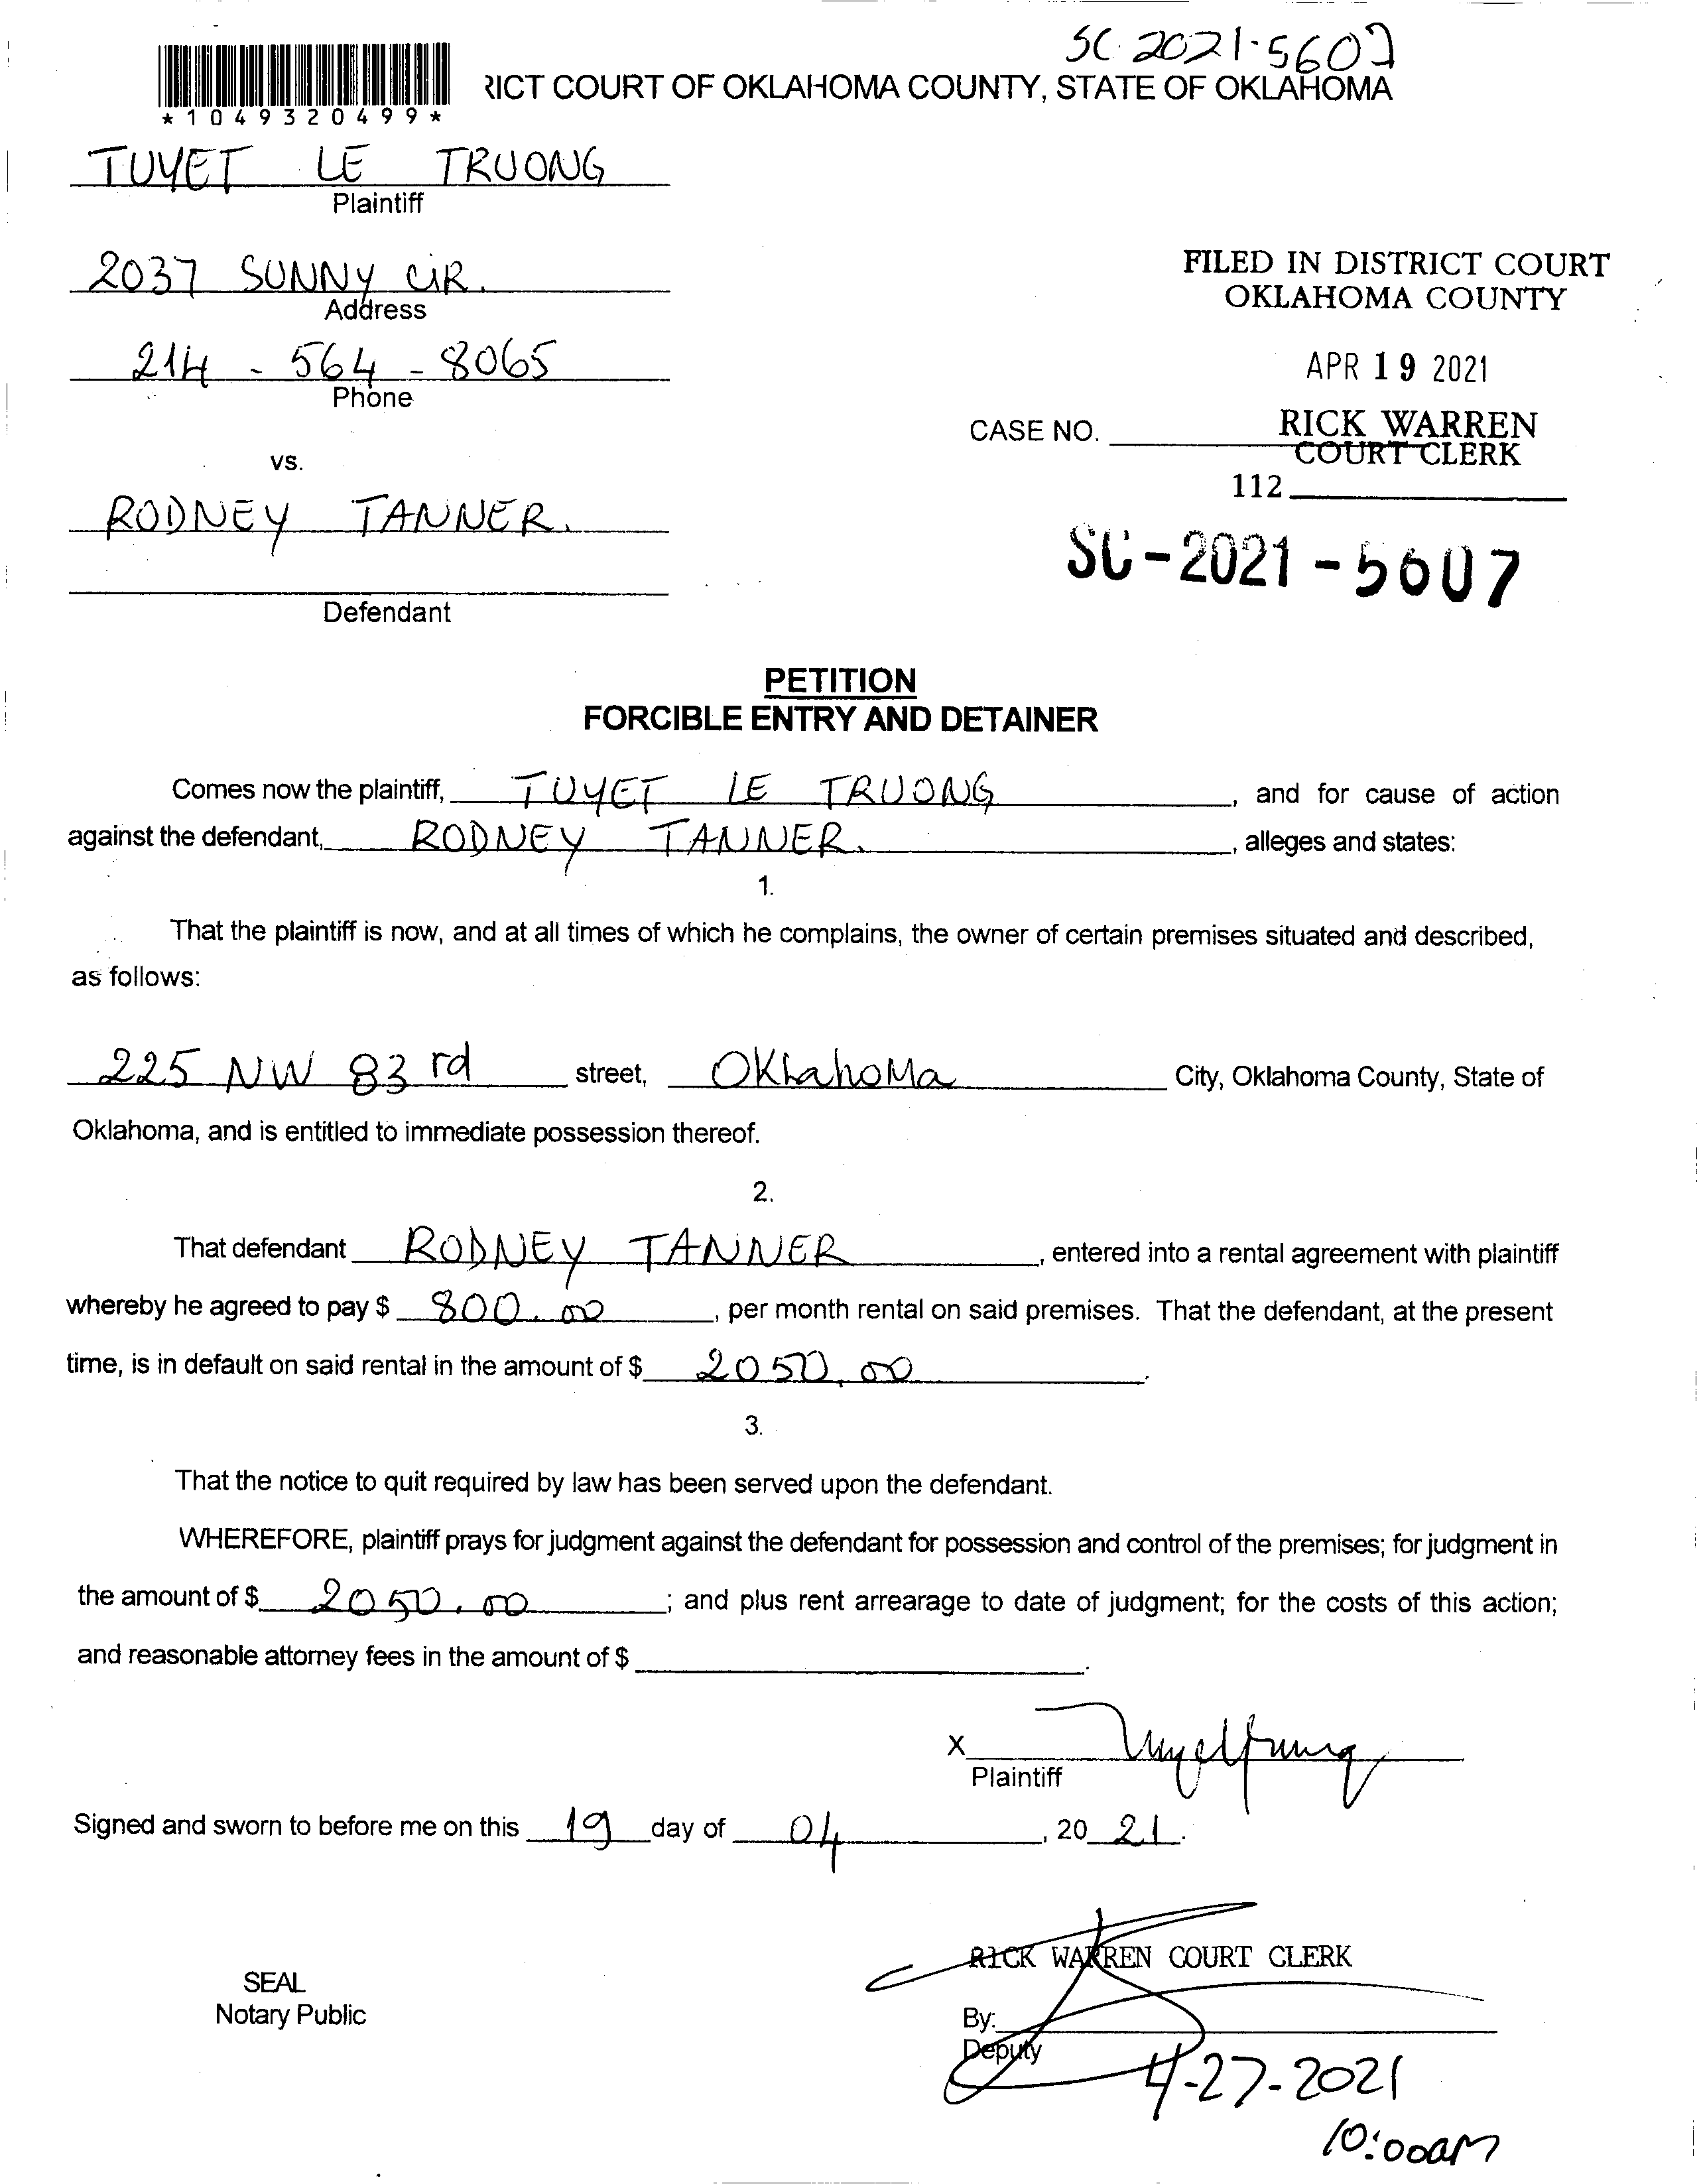 SC 2021-5607
RICT COURT OF OKLAHOMA COUNTY, STATE OF OKLAHOMA
*1049320499*
TUYET LE TRUONG
Plaintiff
2037 SUNNY CIR.
Address
214 - 564 - 8065
Phone
FILED IN DISTRICT COURT
OKLAHOMA COUNTY
APR 19 2021
CASE NO. RICK WARREN
COURT CLERK
112
vs.
RODNEY TANNER.
Defendant
SC-2021-5607
PETITION
FORCIBLE ENTRY AND DETAINER
Comes now the plaintiff, TUYET LE TRUONG, and for cause of action
against the defendant, RODNEY TANNER., alleges and states:
1.
That the plaintiff is now, and at all times of which he complains, the owner of certain premises situated and described,
as follows:
225 NW 83 rd street, Oklahoma City, Oklahoma County, State of
Oklahoma, and is entitled to immediate possession thereof.
2.
That defendant RODNEY TANNER, entered into a rental agreement with plaintiff
whereby he agreed to pay $ 800.00, per month rental on said premises. That the defendant, at the present
time, is in default on said rental in the amount of $ 2050.00.
3.
That the notice to quit required by law has been served upon the defendant.
WHEREFORE, plaintiff prays for judgment against the defendant for possession and control of the premises; for judgment in
the amount of $ 2050.00; and plus rent arrearage to date of judgment; for the costs of this action;
and reasonable attorney fees in the amount of $ .
X
Plaintiff
Signed and sworn to before me on this 19 day of 04, 20 21.
RICK WARREN COURT CLERK
SEAL
Notary Public
By:
Deputy
4-27-2021
10:00am